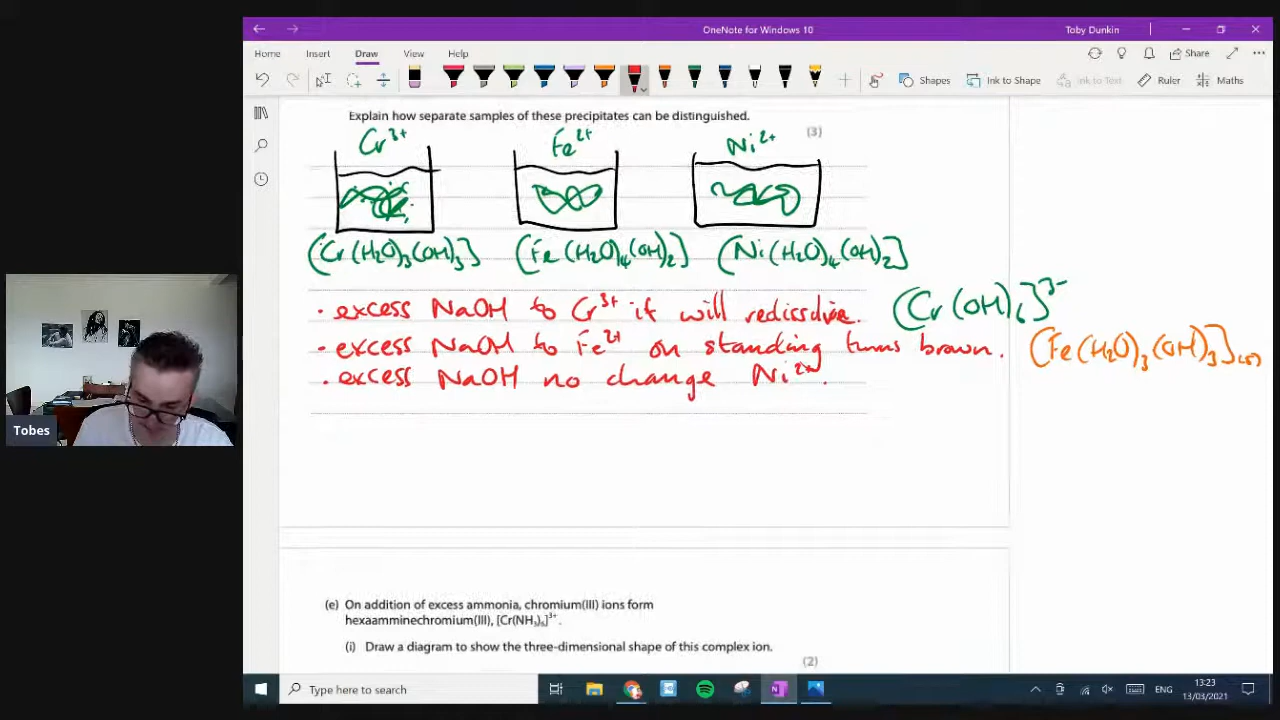 OneNote for Windows 10
Toby Dunkin
Home Insert Draw View Help
Share
Shapes Ink to Shape Ink to Text Ruler Maths
Explain how separate samples of these precipitates can be distinguished.
(3)
Cr³⁺ Fe²⁺ Ni²⁺
(Cr(H₂O)₃(OH)₃] (Fe(H₂O)₄(OH)₂] (Ni(H₂O)₄(OH)₂]
· excess NaOH to Cr³⁺ it will redissolve. (Cr(OH)₆]³⁻
· excess NaOH to Fe²⁺ on standing turns brown. (Fe(H₂O)₃(OH)₃](s)
· excess NaOH no change Ni²⁺.
Tobes
(e) On addition of excess ammonia, chromium(III) ions form
hexaamminechromium(III), [Cr(NH₃)₆]³⁺.
(i) Draw a diagram to show the three-dimensional shape of this complex ion.
(2)
Type here to search
ENG
13:23
13/03/2021